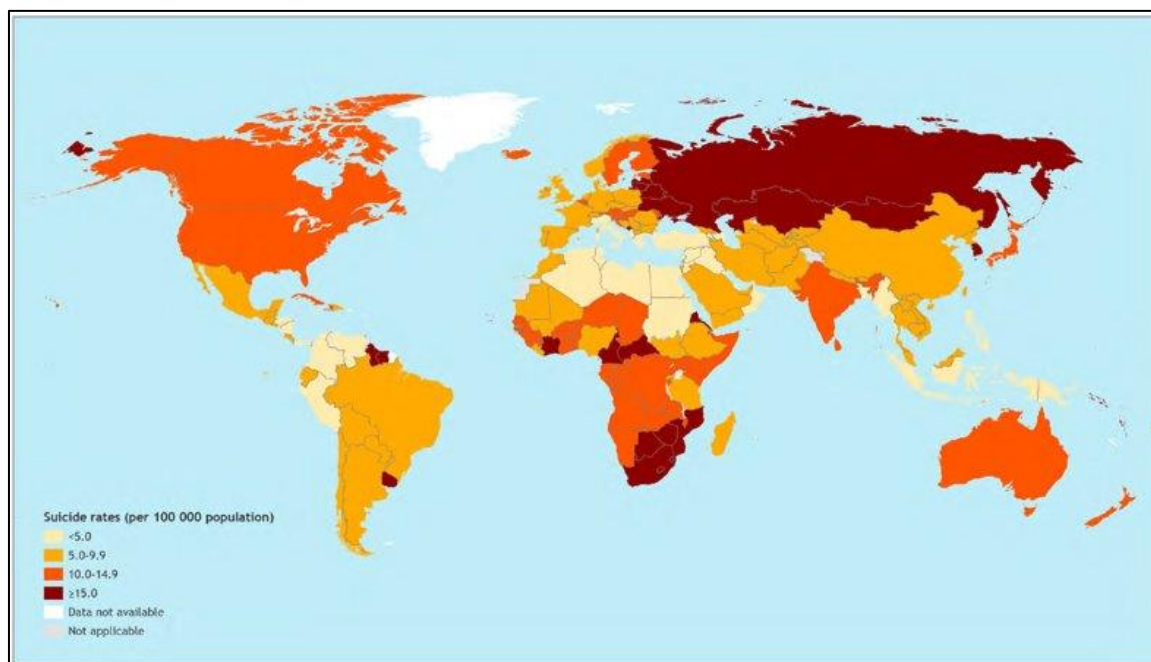 Suicide rates (per 100 000 population)
<5.0
5.0-9.9
10.0-14.9
≥15.0
Data not available
Not applicable